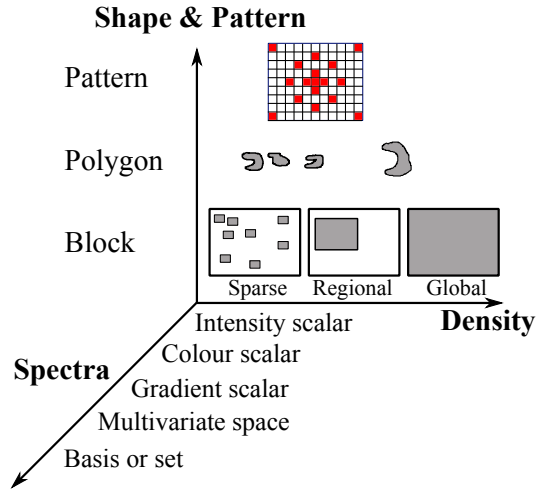 Shape & Pattern
Pattern
Polygon
Block
Sparse
Regional
Global
Intensity scalar
Density
Colour scalar
Spectra
Gradient scalar
Multivariate space
Basis or set